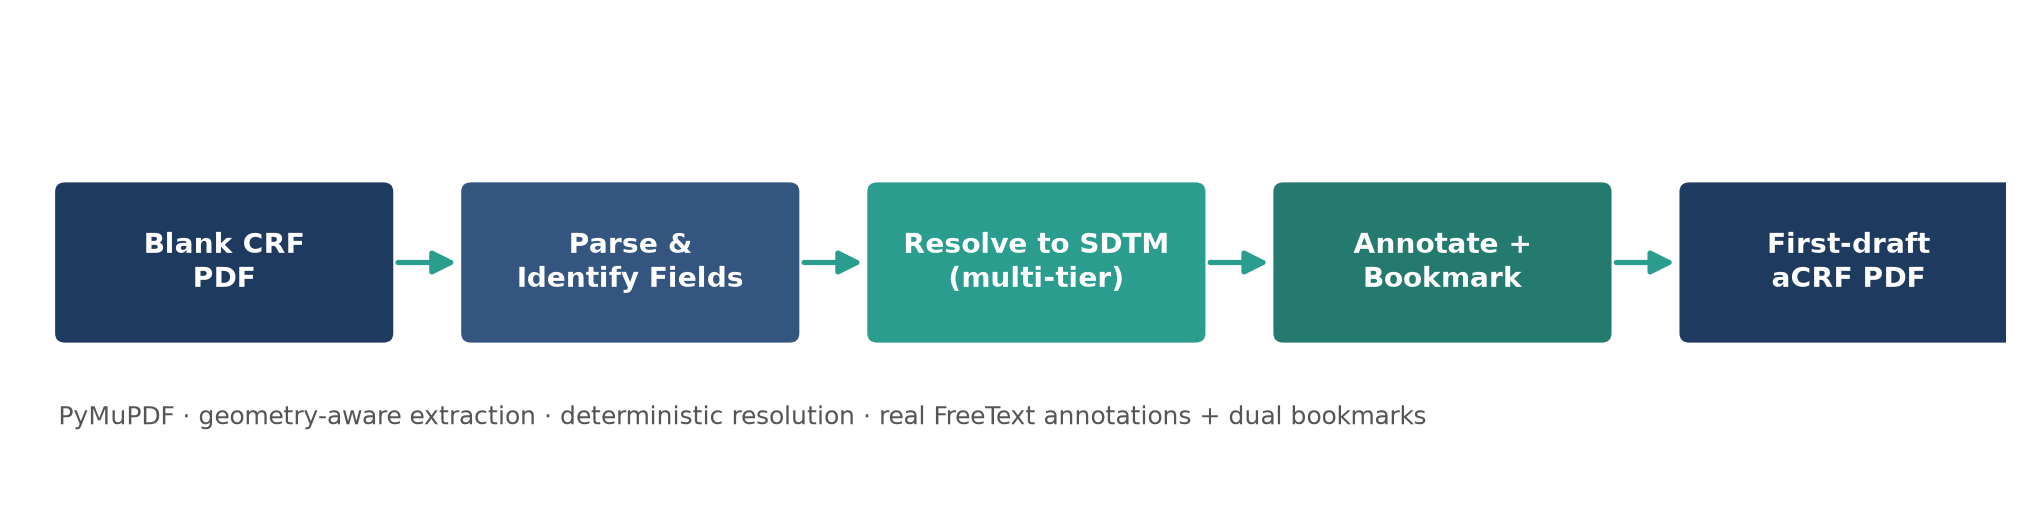 Blank CRF
PDF
Parse &
Identify Fields
Resolve to SDTM
(multi-tier)
Annotate +
Bookmark
First-draft
aCRF PDF
PyMuPDF · geometry-aware extraction · deterministic resolution · real FreeText annotations + dual bookmarks